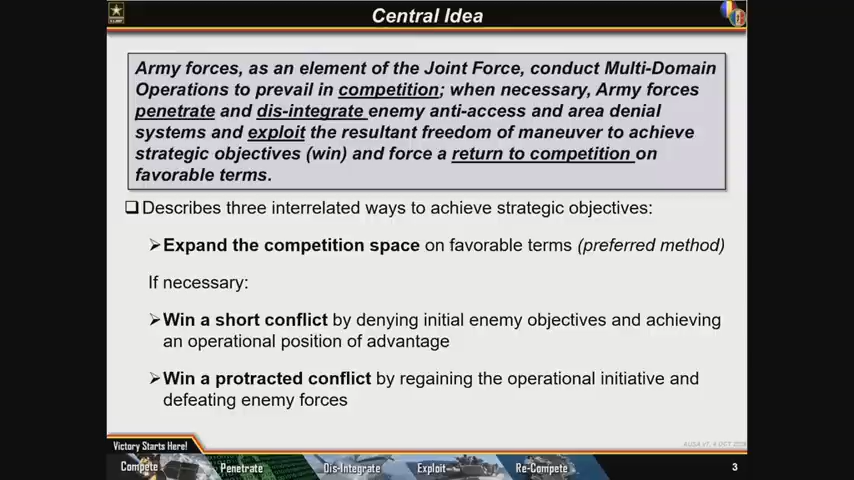 Central Idea
Army forces, as an element of the Joint Force, conduct Multi-Domain
Operations to prevail in competition; when necessary, Army forces
penetrate and dis-integrate enemy anti-access and area denial
systems and exploit the resultant freedom of maneuver to achieve
strategic objectives (win) and force a return to competition on
favorable terms.
Describes three interrelated ways to achieve strategic objectives:
Expand the competition space on favorable terms (preferred method)
If necessary:
Win a short conflict by denying initial enemy objectives and achieving
an operational position of advantage
Win a protracted conflict by regaining the operational initiative and
defeating enemy forces
Victory Starts Here!
Compete Penetrate Dis-Integrate Exploit Re-Compete 3